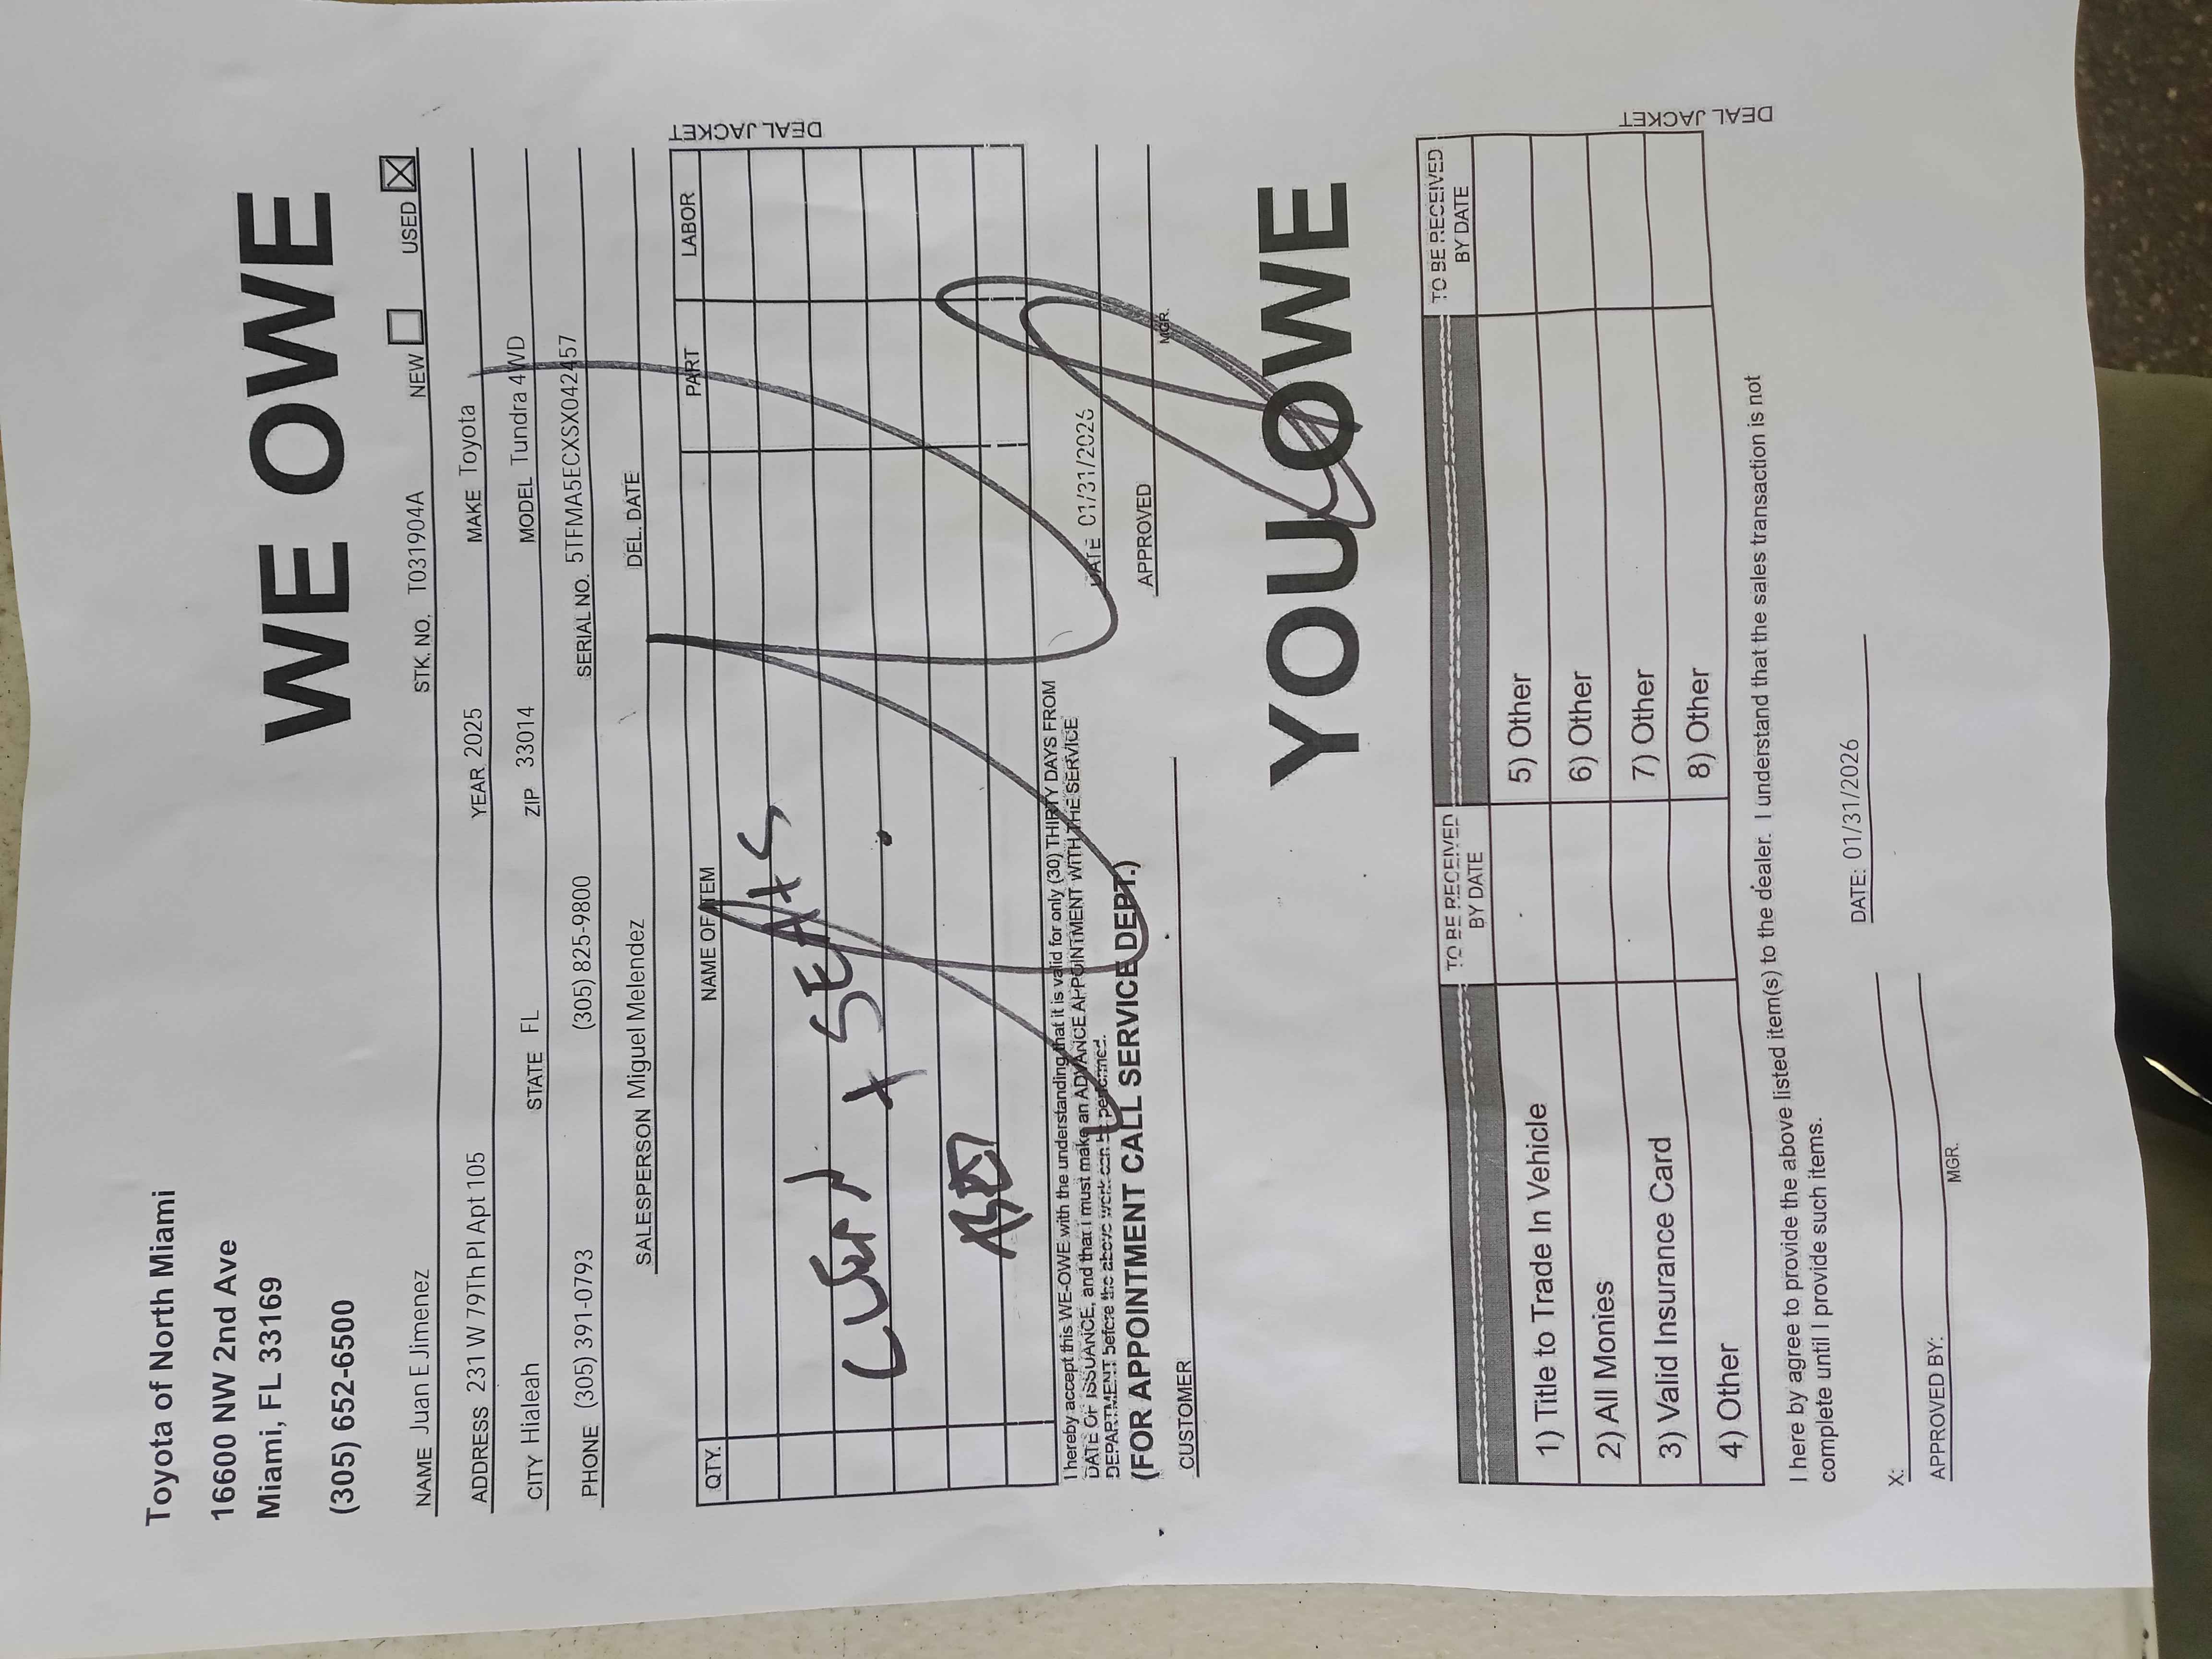 Toyota of North Miami
16600 NW 2nd Ave
Miami, FL 33169
(305) 652-6500
WE OWE
NAME Juan E Jimenez STK. NO. T031904A NEW USED
ADDRESS 231 W 79Th Pl Apt 105 YEAR 2025 MAKE Toyota
CITY Hialeah STATE FL ZIP 33014 MODEL Tundra 4WD
PHONE (305) 391-0793 (305) 825-9800 SERIAL NO. 5TFMA5ECXSX042457
SALESPERSON Miguel Melendez DEL. DATE
QTY. NAME OF ITEM PART LABOR
SEATS
DEAL JACKET
I hereby accept this WE-OWE with the understanding that it is valid for only (30) THIRTY DAYS FROM
DATE OF ISSUANCE, and that I must make an ADVANCE APPOINTMENT WITH THE SERVICE
DEPARTMENT before the above work can be performed.
(FOR APPOINTMENT CALL SERVICE DEPT.)
DATE 01/31/2026
CUSTOMER APPROVED
MGR.
YOU OWE
TO BE RECEIVED BY DATE TO BE RECEIVED BY DATE
1) Title to Trade In Vehicle 5) Other
2) All Monies 6) Other
3) Valid Insurance Card 7) Other
4) Other 8) Other
DEAL JACKET
I here by agree to provide the above listed item(s) to the dealer. I understand that the sales transaction is not
complete until I provide such items.
X: DATE: 01/31/2026
APPROVED BY:
MGR.